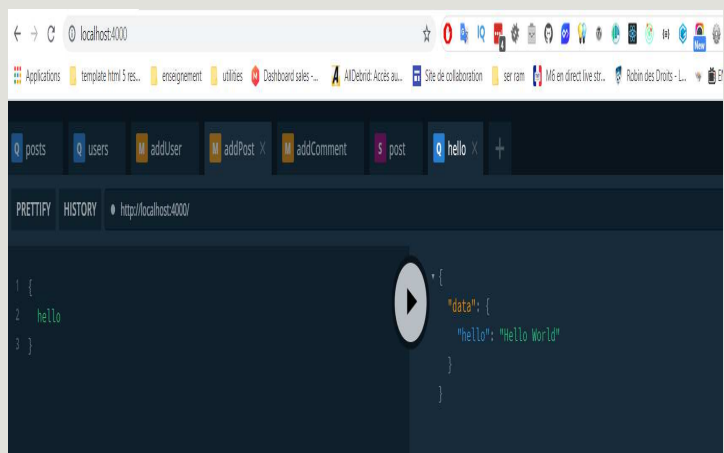 localhost:4000
New
Applications template html 5 res... enseignement utilities Dashboard sales -... AllDebrid: Accès au... Site de collaboration ser ram M6 en direct live str... Robin des Droits - L...
Q posts Q users M addUser M addPost × M addComment S post Q hello × +
PRETTIFY HISTORY http://localhost:4000/
1 {
2 hello
3 }
{
"data": {
"hello": "Hello World"
}
}